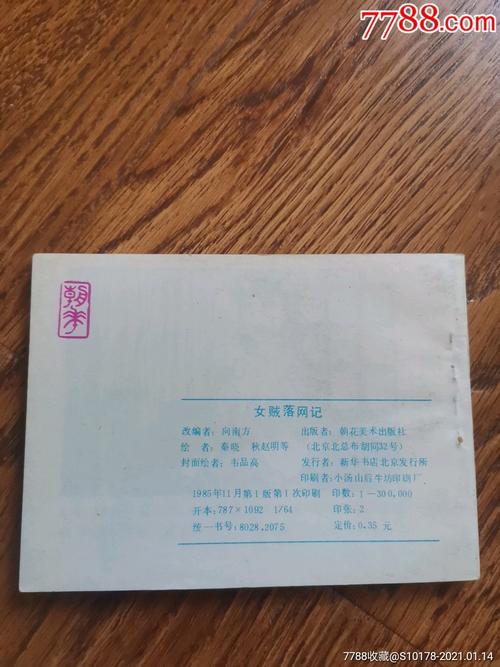 7788.com
朝花
女贼落网记
改编者：向南方 出版者：朝花美术出版社
绘 者：秦晓 秋赵明等 （北京北总布胡同32号）
封面绘者：韦品高 发行者：新华书店北京发行所
印刷者：小汤山后牛坊印刷厂
1985年11月第1版第1次印刷 印数：1—300,000
开本：787×1092 1/64 印张：2
统一书号：8028.2075 定价：0.35 元
7788收藏@S10178-2021.01.14